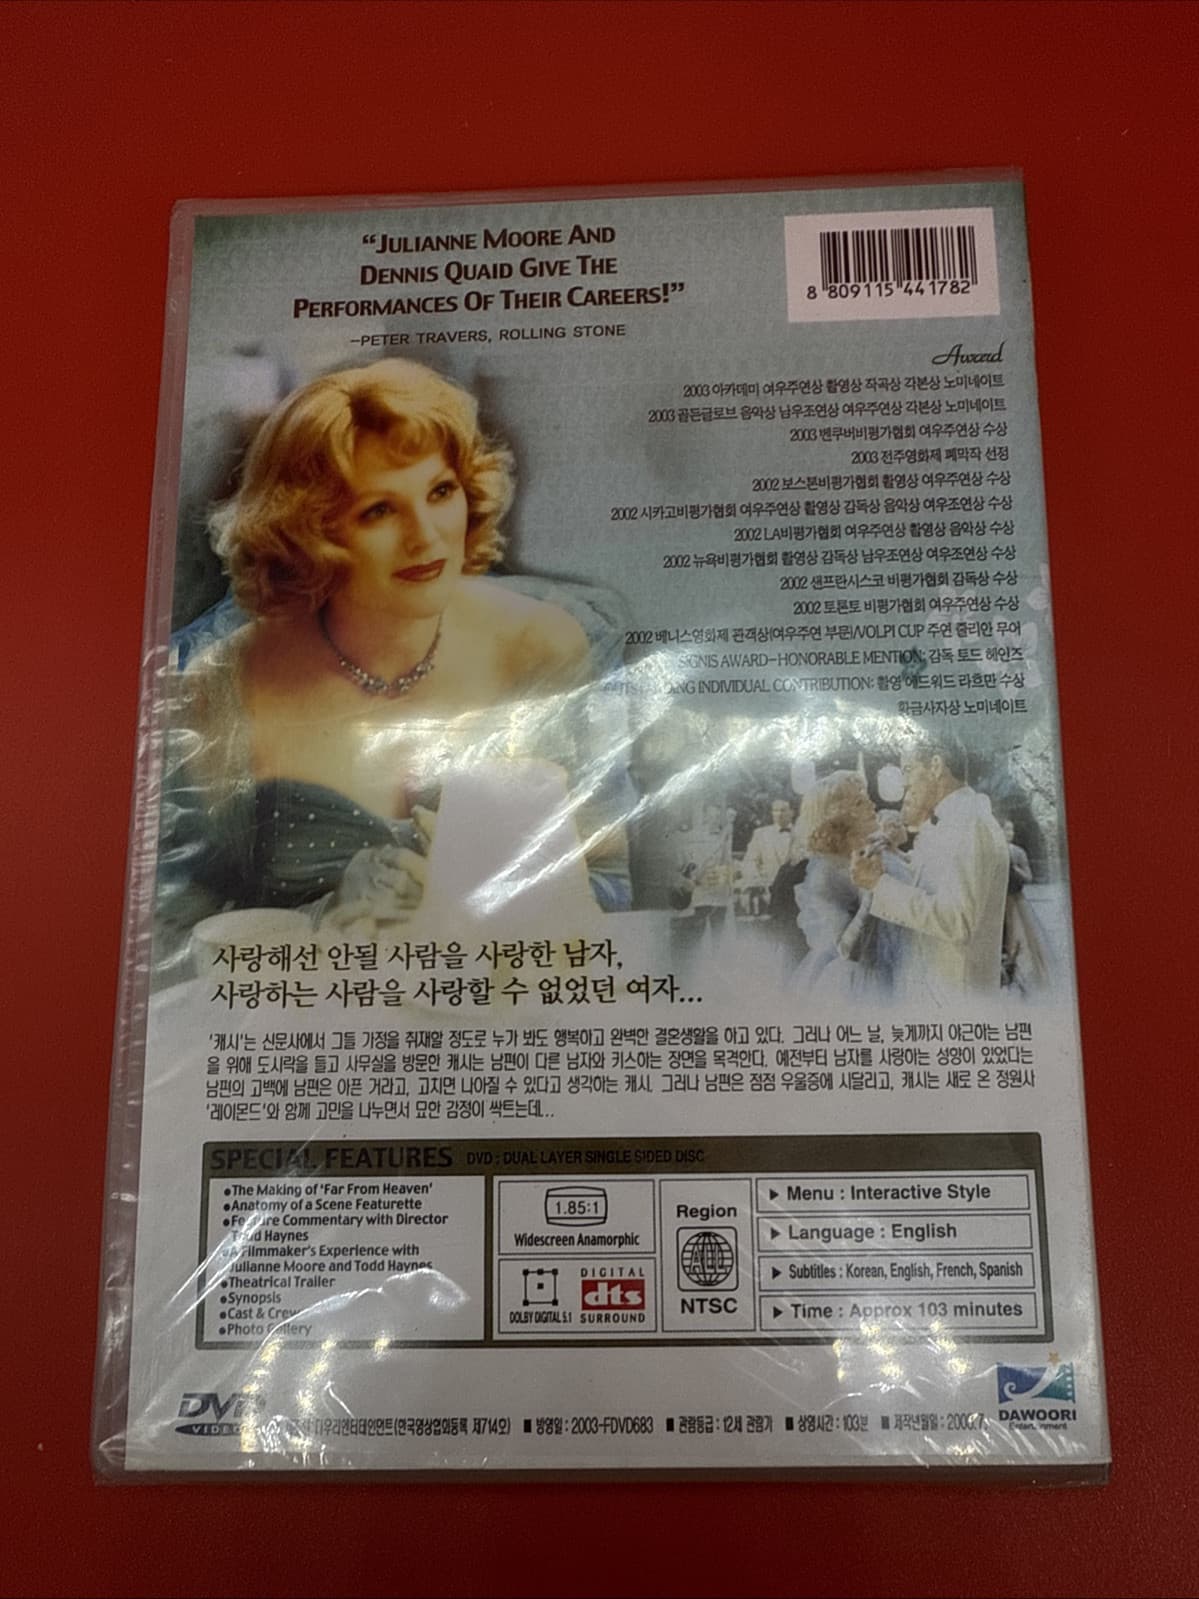 “JULIANNE MOORE AND
DENNIS QUAID GIVE THE
PERFORMANCES OF THEIR CAREERS!”
–PETER TRAVERS, ROLLING STONE
8 809115 441782
Award
2003 아카데미 여우주연상 촬영상 작곡상 각본상 노미네이트
2003 골든글로브 음악상 남우조연상 여우주연상 각본상 노미네이트
2003 벤쿠버비평가협회 여우주연상 수상
2003 전주영화제 폐막작 선정
2002 보스톤비평가협회 촬영상 여우주연상 수상
2002 시카고비평가협회 여우주연상 촬영상 감독상 음악상 여우조연상 수상
2002 LA비평가협회 여우주연상 촬영상 음악상 수상
2002 뉴욕비평가협회 촬영상 감독상 남우조연상 여우조연상 수상
2002 샌프란시스코 비평가협회 감독상 수상
2002 토론토 비평가협회 여우주연상 수상
2002 베니스영화제 관객상(여우주연 부문)/VOLPI CUP 주연 줄리안 무어
SIGNIS AWARD–HONORABLE MENTION; 감독 토드 헤인즈
OUTSTANDING INDIVIDUAL CONTRIBUTION: 촬영 에드워드 라흐만 수상
황금사자상 노미네이트
사랑해선 안될 사람을 사랑한 남자,
사랑하는 사람을 사랑할 수 없었던 여자...
'캐시'는 신문사에서 그들 가정을 취재할 정도로 누가 봐도 행복하고 완벽한 결혼생활을 하고 있다. 그러나 어느 날, 늦게까지 야근하는 남편
을 위해 도시락을 들고 사무실을 방문한 캐시는 남편이 다른 남자와 키스하는 장면을 목격한다. 예전부터 남자를 사랑하는 성향이 있었다는
남편의 고백에 남편은 아픈 거라고, 고치면 나아질 수 있다고 생각하는 캐시. 그러나 남편은 점점 우울증에 시달리고, 캐시는 새로 온 정원사
'레이몬드'와 함께 고민을 나누면서 묘한 감정이 싹트는데...
SPECIAL FEATURES DVD : DUAL LAYER SINGLE SIDED DISC
●The Making of 'Far From Heaven'
●Anatomy of a Scene Featurette
●Feature Commentary with Director
Todd Haynes
●A Filmmaker's Experience with
Julianne Moore and Todd Haynes
●Theatrical Trailer
●Synopsis
●Cast & Crew
●Photo Gallery
1.85:1
Widescreen Anamorphic
DOLBY DIGITAL 5.1
DIGITAL
dts
SURROUND
Region
ALL
NTSC
▶ Menu : Interactive Style
▶ Language : English
▶ Subtitles : Korean, English, French, Spanish
▶ Time : Approx 103 minutes
DVD
VIDEO
다우리엔터테인먼트(한국영상협회등록 제714호) ■ 방영일 : 2003-FDVD683 ■ 관람등급 : 12세 관람가 ■ 상영시간 : 103분 ■ 제작년월일 :
DAWOORI
Entertainment